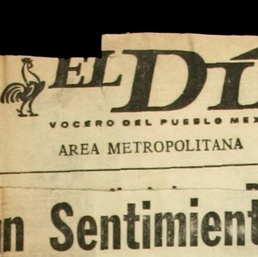 EL DÍ
VOCERO DEL PUEBLO MEX
AREA METROPOLITANA
n Sentimient